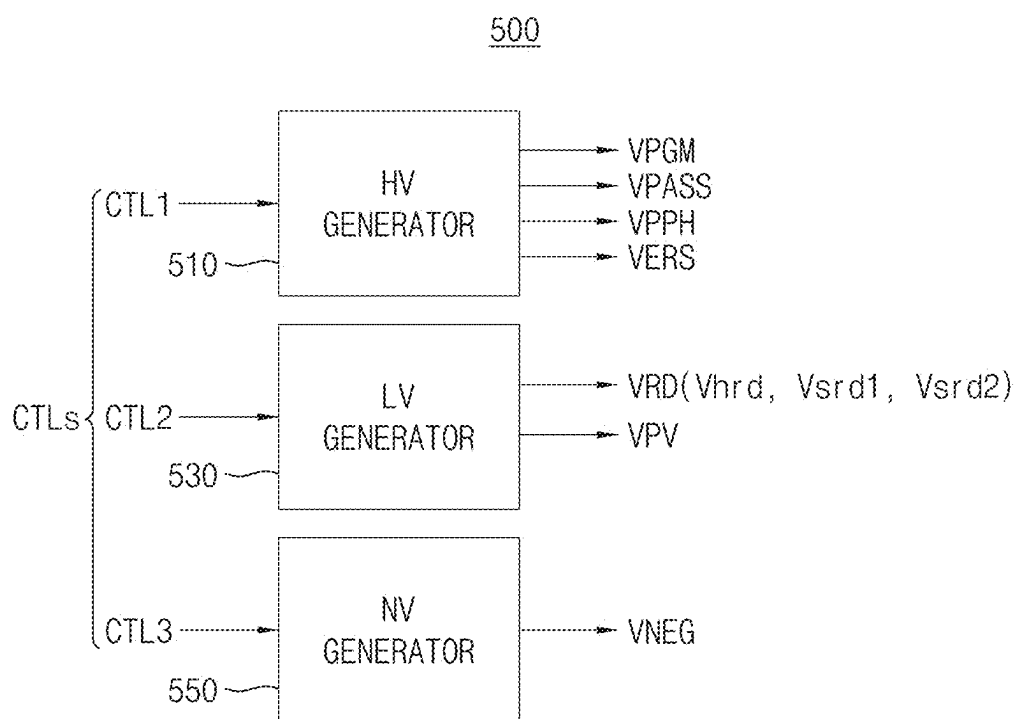 500
HV
GENERATOR
CTL1
510
VPGM
VPASS
VPPH
VERS
CTLs
LV
GENERATOR
CTL2
530
VRD(Vhrd, Vsrd1, Vsrd2)
VPV
NV
GENERATOR
CTL3
550
VNEG